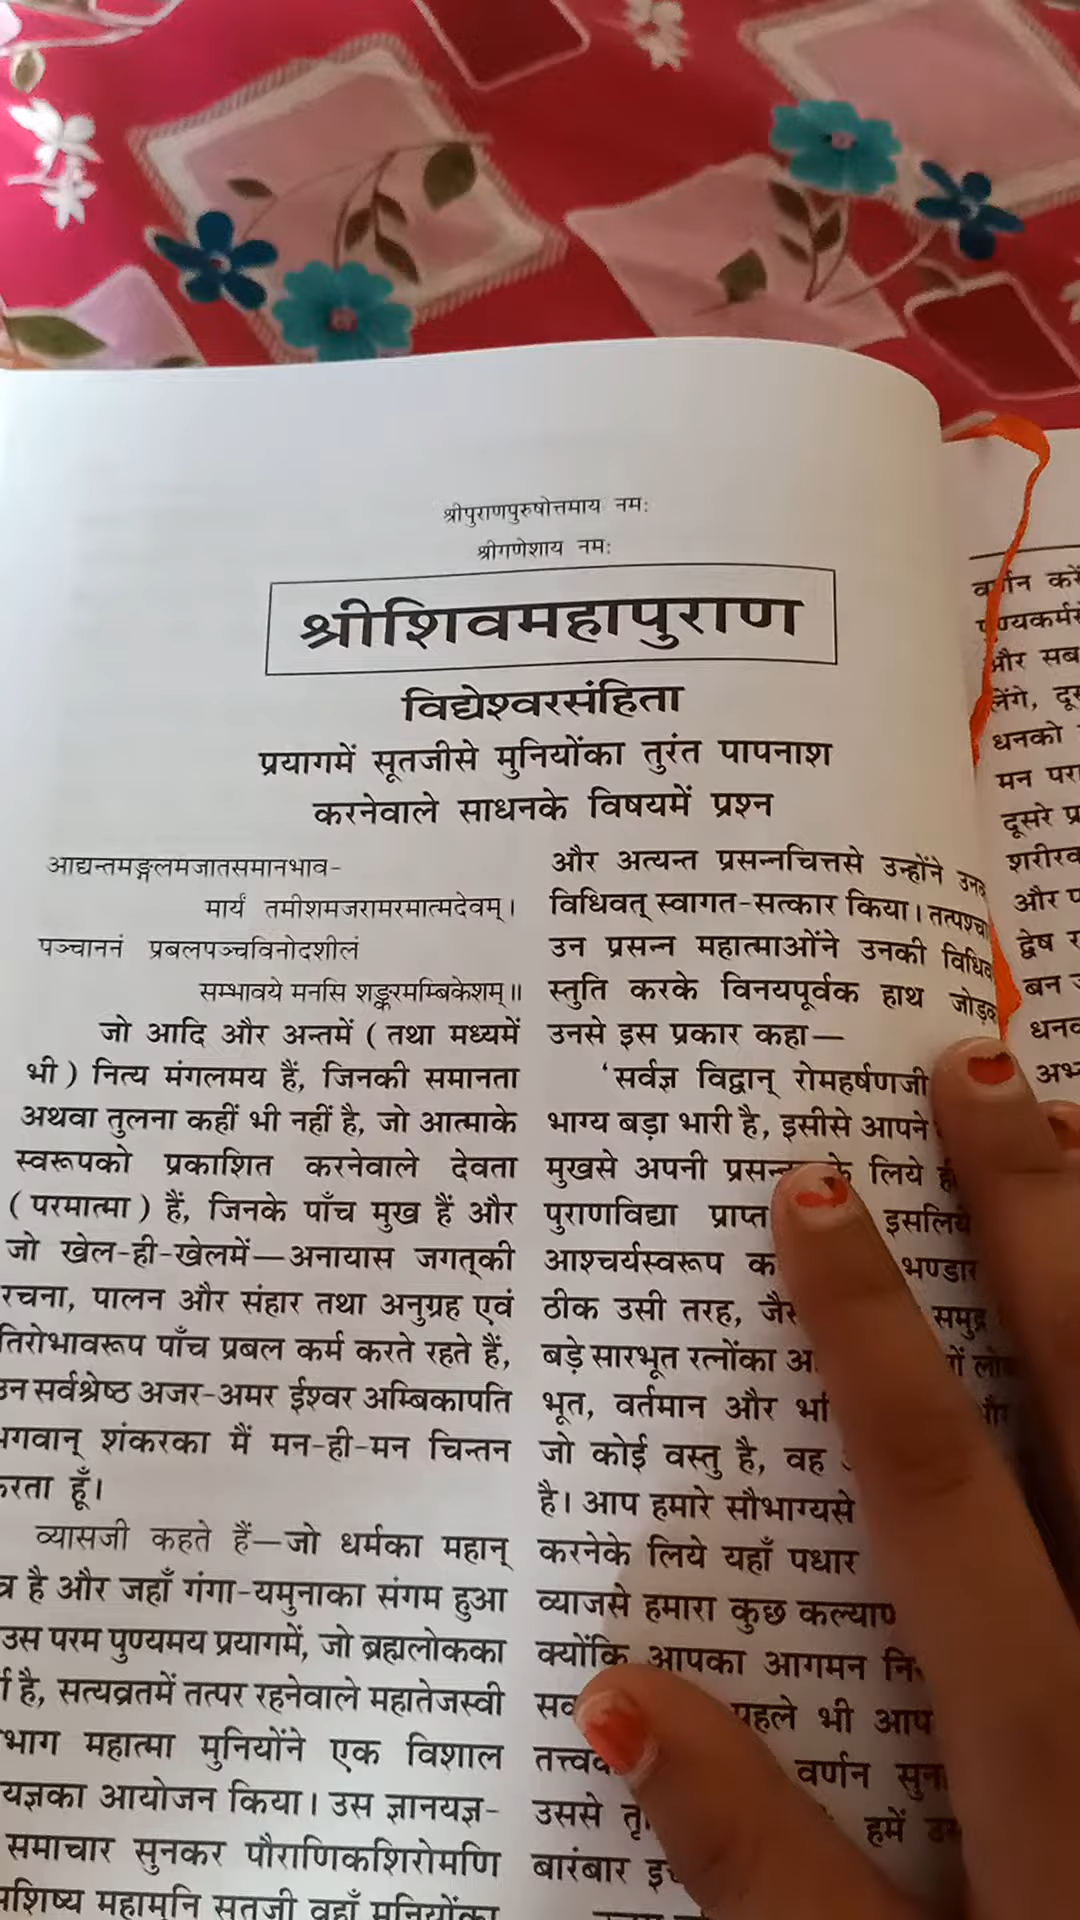 श्रीपुराणपुरुषोत्तमाय नमः
श्रीगणेशाय नमः
श्रीशिवमहापुराण
विद्येश्वरसंहिता
प्रयागमें सूतजीसे मुनियोंका तुरंत पापनाश
करनेवाले साधनके विषयमें प्रश्न
आद्यन्तमङ्गलमजातसमानभाव-
मार्यं तमीशमजरामरमात्मदेवम्।
पञ्चाननं प्रबलपञ्चविनोदशीलं
सम्भावये मनसि शङ्करमम्बिकेशम्॥
जो आदि और अन्तमें ( तथा मध्यमें
भी ) नित्य मंगलमय हैं, जिनकी समानता
अथवा तुलना कहीं भी नहीं है, जो आत्माके
स्वरूपको प्रकाशित करनेवाले देवता
( परमात्मा ) हैं, जिनके पाँच मुख हैं और
जो खेल-ही-खेलमें—अनायास जगत्की
रचना, पालन और संहार तथा अनुग्रह एवं
तिरोभावरूप पाँच प्रबल कर्म करते रहते हैं,
उन सर्वश्रेष्ठ अजर-अमर ईश्वर अम्बिकापति
भगवान् शंकरका मैं मन-ही-मन चिन्तन
करता हूँ।
व्यासजी कहते हैं—जो धर्मका महान्
है और जहाँ गंगा-यमुनाका संगम हुआ
उस परम पुण्यमय प्रयागमें, जो ब्रह्मलोकका
है, सत्यव्रतमें तत्पर रहनेवाले महातेजस्वी
महात्मा मुनियोंने एक विशाल
यज्ञका आयोजन किया। उस ज्ञानयज्ञ-
समाचार सुनकर पौराणिकशिरोमणि
महामुनि सूतजी वहाँ मुनियोंका
और अत्यन्त प्रसन्नचित्तसे उन्होंने
विधिवत् स्वागत-सत्कार किया।
उन प्रसन्न महात्माओंने उनकी
स्तुति करके विनयपूर्वक हाथ
उनसे इस प्रकार कहा—
'सर्वज्ञ विद्वान् रोमहर्षणजी
भाग्य बड़ा भारी है, इसीसे आपने
मुखसे अपनी लिये
पुराणविद्या प्राप्त इसलिये
आश्चर्यस्वरूप भण्डार
ठीक उसी तरह, समुद्र
बड़े सारभूत रत्नोंका
भूत, वर्तमान और
जो कोई वस्तु है, वह
है। आप हमारे सौभाग्यसे
करनेके लिये यहाँ पधार
व्याजसे हमारा कुछ
क्योंकि आपका आगमन
पहले भी आप
वर्णन
उससे हमें
बारंबार
वर्णन
और सब
लेंगे,
धनको
मन
दूसरे
और
द्वेष
बन